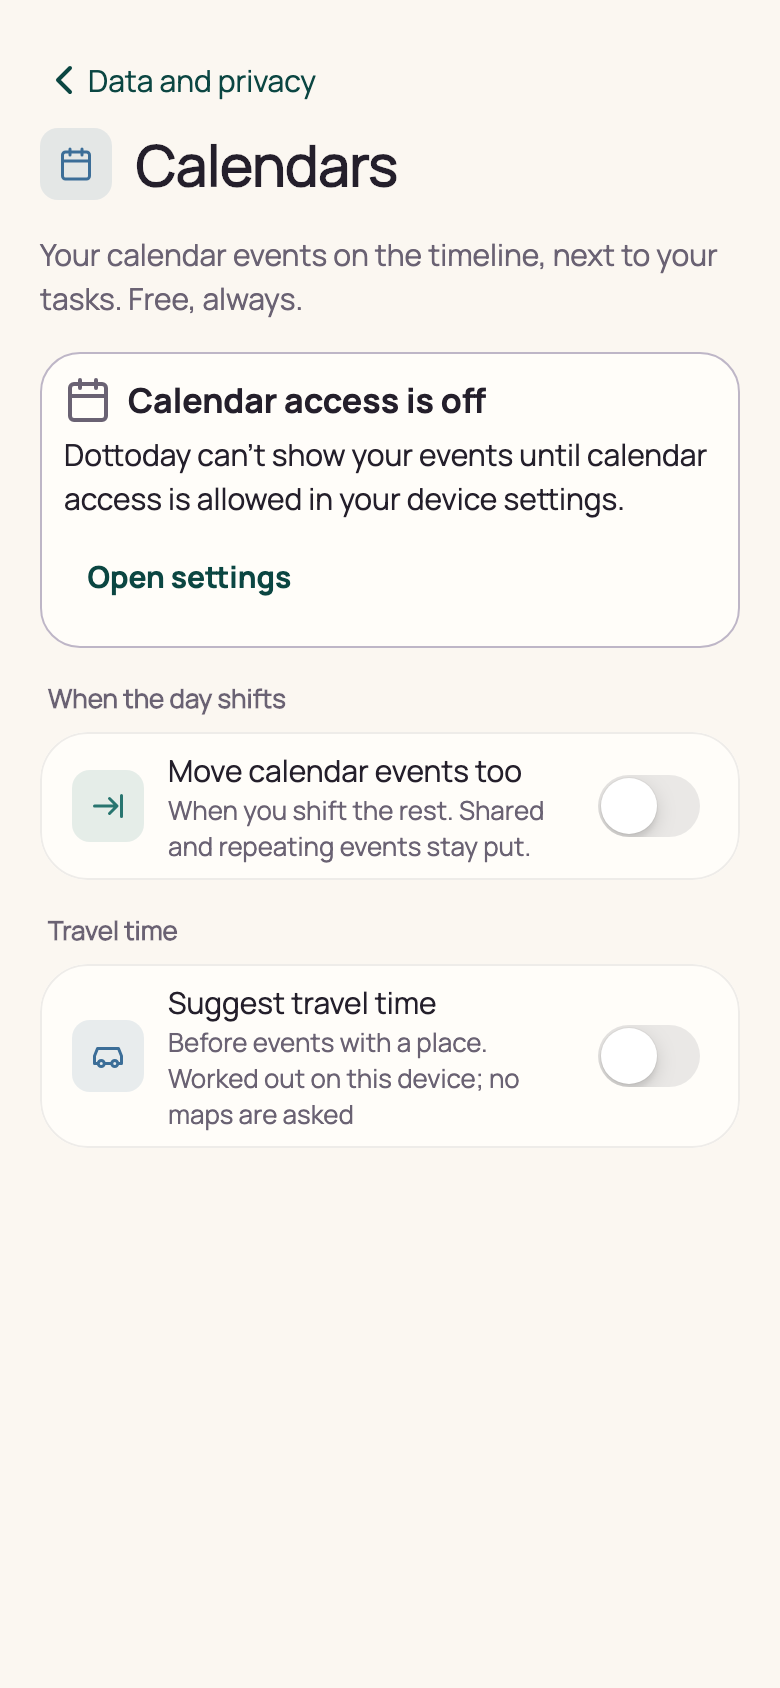 Data and privacy
Calendars
Your calendar events on the timeline, next to your
tasks. Free, always.
Calendar access is off
Dottoday can’t show your events until calendar
access is allowed in your device settings.
Open settings
When the day shifts
Move calendar events too
When you shift the rest. Shared
and repeating events stay put.
Travel time
Suggest travel time
Before events with a place.
Worked out on this device; no
maps are asked